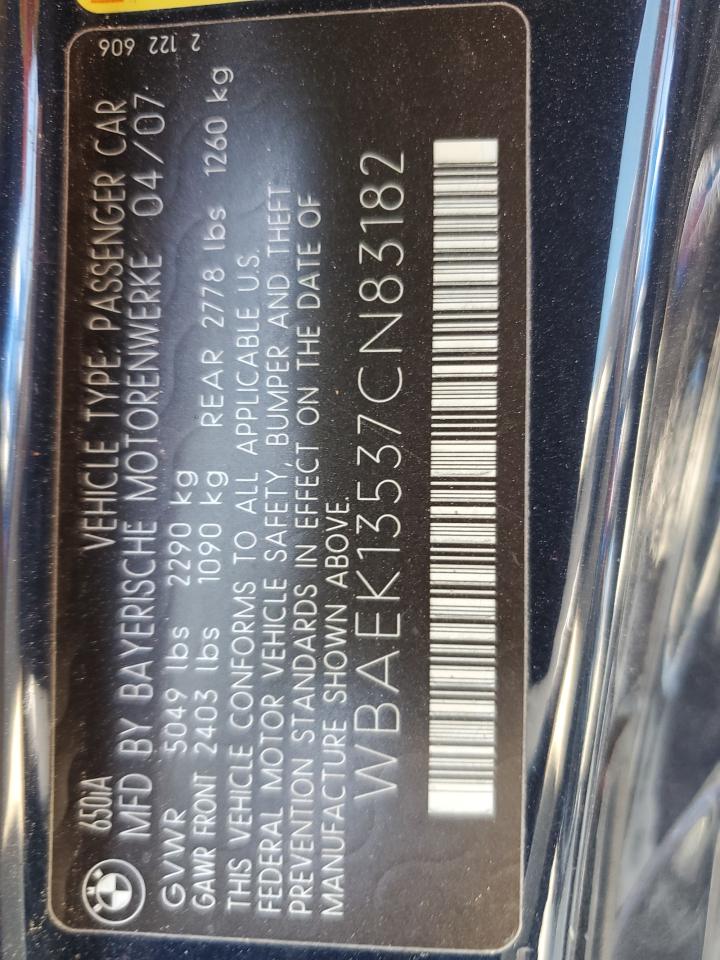 2 122 606
650iA VEHICLE TYPE: PASSENGER CAR
MFD BY BAYERISCHE MOTORENWERKE 04/07
GVWR 5049 lbs 2290 kg
GAWR FRONT 2403 lbs 1090 kg REAR 2778 lbs 1260 kg
THIS VEHICLE CONFORMS TO ALL APPLICABLE U.S.
FEDERAL MOTOR VEHICLE SAFETY, BUMPER AND THEFT
PREVENTION STANDARDS IN EFFECT ON THE DATE OF
MANUFACTURE SHOWN ABOVE.
WBAEK13537CN83182